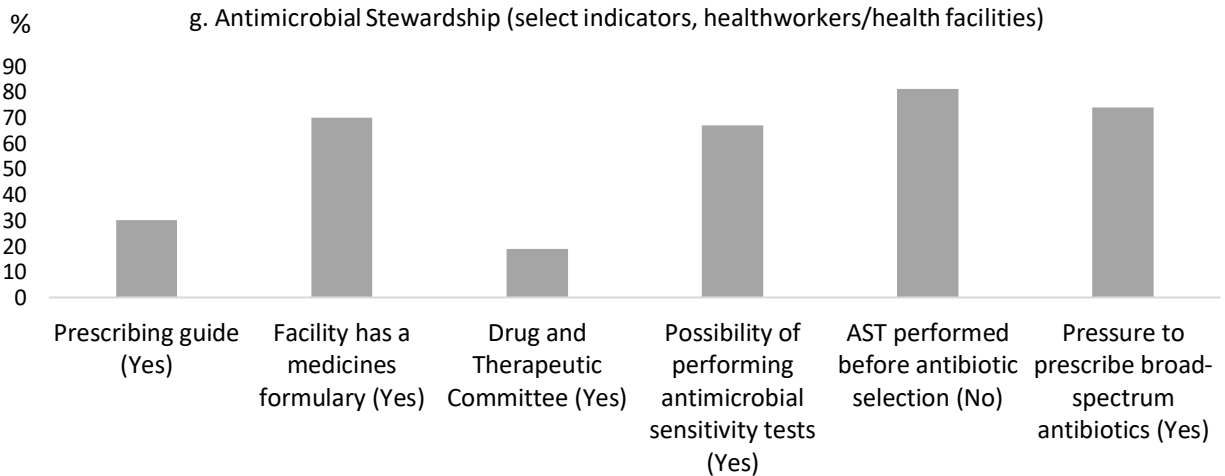 g. Antimicrobial Stewardship (select indicators, healthworkers/health facilities)
%
90
80
70
60
50
40
30
20
10
0
Prescribing guide
(Yes)
Facility has a
medicines
formulary (Yes)
Drug and
Therapeutic
Committee (Yes)
Possibility of
performing
antimicrobial
sensitivity tests
(Yes)
AST performed
before antibiotic
selection (No)
Pressure to
prescribe broad-
spectrum
antibiotics (Yes)